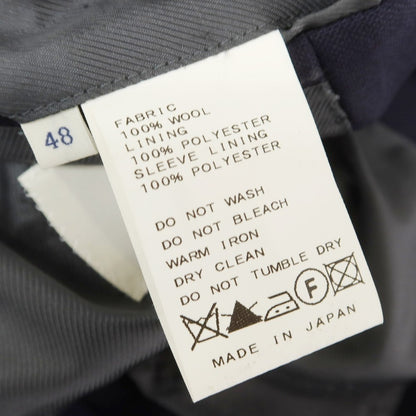 48
FABRIC
100% WOOL
LINING
100% POLYESTER
SLEEVE LINING
100% POLYESTER
DO NOT WASH
DO NOT BLEACH
WARM IRON
DRY CLEAN
DO NOT TUMBLE DRY
F
MADE IN JAPAN